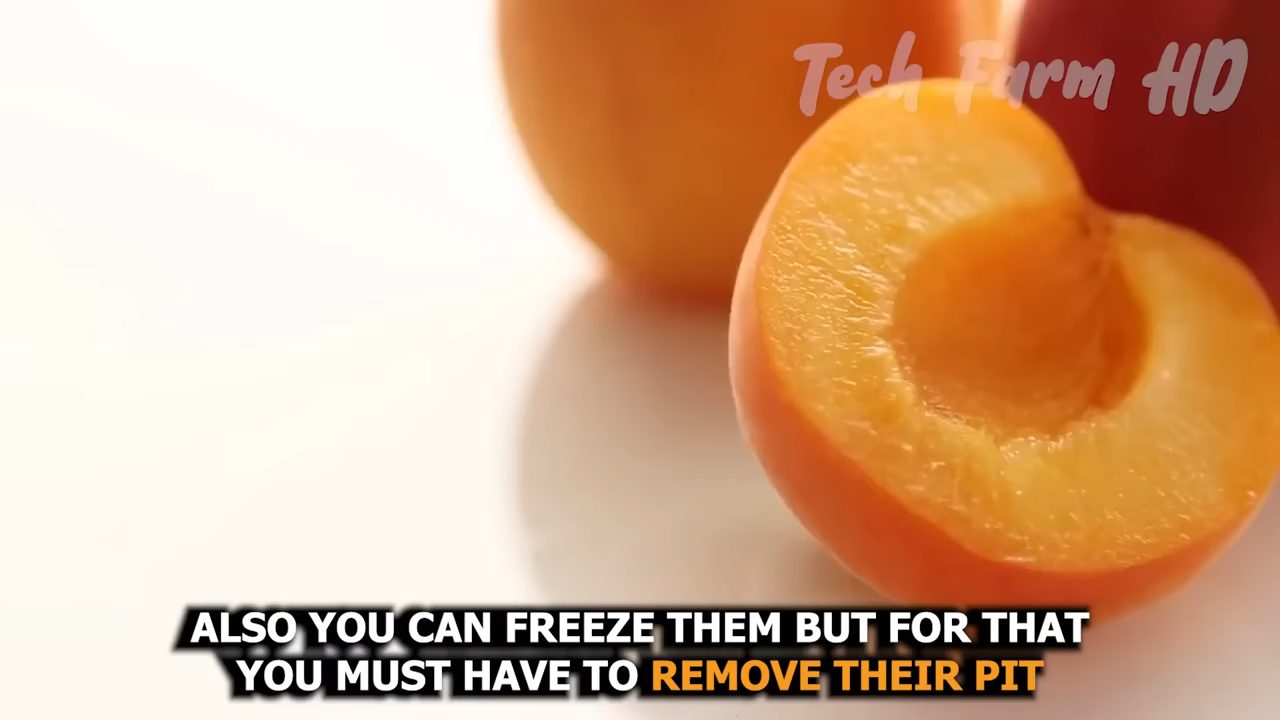 Tech Farm HD
ALSO YOU CAN FREEZE THEM BUT FOR THAT
YOU MUST HAVE TO REMOVE THEIR PIT